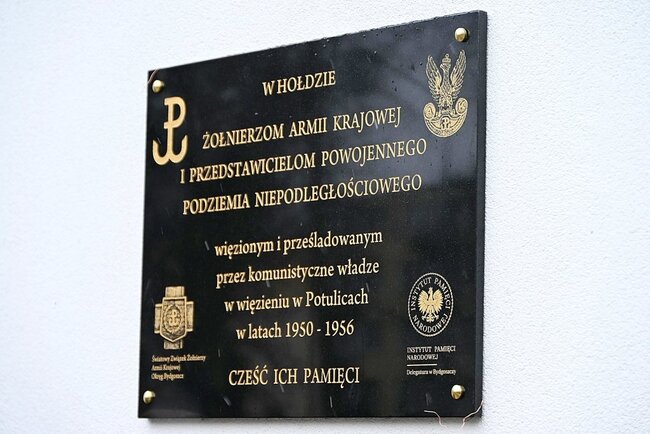 W HOŁDZIE
ŻOŁNIERZOM ARMII KRAJOWEJ
I PRZEDSTAWICIELOM POWOJENNEGO
PODZIEMIA NIEPODLEGŁOŚCIOWEGO
więzionym i prześladowanym
przez komunistyczne władze
w więzieniu w Potulicach
w latach 1950 - 1956
CZEŚĆ ICH PAMIĘCI
Światowy Związek Żołnierzy
Armii Krajowej
Okręg Bydgoszcz
INSTYTUT PAMIĘCI
NARODOWEJ
INSTYTUT PAMIĘCI
NARODOWEJ
Delegatura w Bydgoszczy